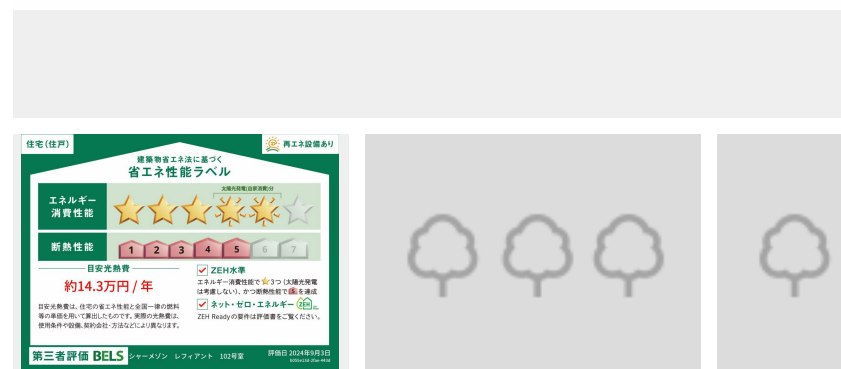 住宅(住戸)
再エネ設備あり
建築物省エネ法に基づく
省エネ性能ラベル
エネルギー
消費性能
太陽光発電(自家消費)分
断熱性能
1 2 3 4 5 6 7
目安光熱費
約14.3万円 / 年
目安光熱費は、住宅の省エネ性能と全国一律の燃料
等の単価を用いて算出したものです。実際の光熱費は、
使用条件や設備、契約会社・方法などにより異なります。
ZEH水準
エネルギー消費性能で3つ(太陽光発電
は考慮しない)、かつ断熱性能で5を達成
ネット・ゼロ・エネルギー ZEH
ZEH Readyの要件は評価書をご覧ください。
第三者評価 BELS
シャーメゾン レフィアント 102号室
評価日 2024年9月3日